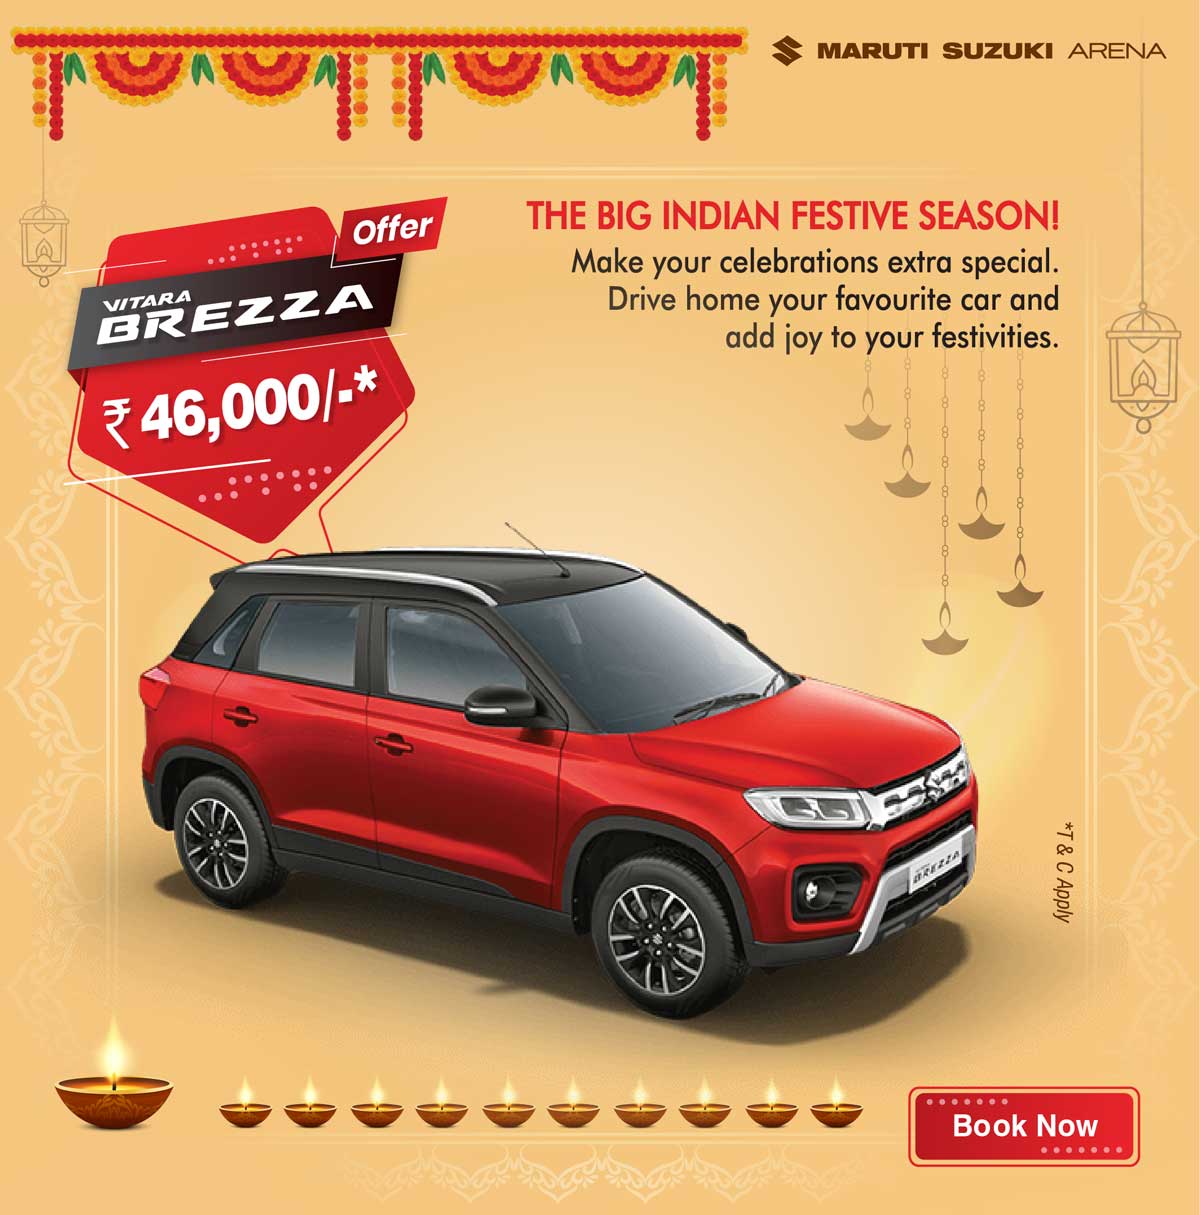 MARUTI SUZUKI ARENA
Offer
VITARA
BREZZA
₹ 46,000/-*
THE BIG INDIAN FESTIVE SEASON!
Make your celebrations extra special.
Drive home your favourite car and
add joy to your festivities.
VITARA
BREZZA
*T & C Apply
Book Now